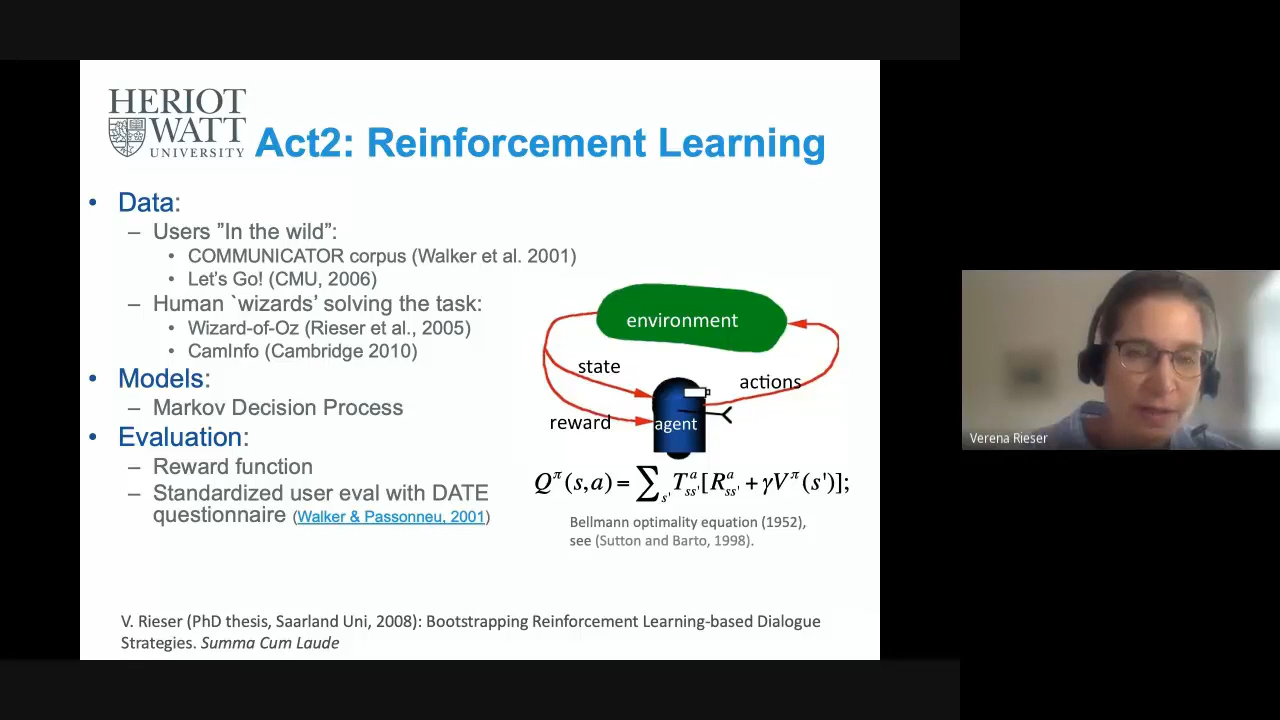 HERIOT
WATT
UNIVERSITY
Act2: Reinforcement Learning
• Data:
– Users ”In the wild”:
• COMMUNICATOR corpus (Walker et al. 2001)
• Let’s Go! (CMU, 2006)
– Human `wizards’ solving the task:
• Wizard-of-Oz (Rieser et al., 2005)
• CamInfo (Cambridge 2010)
• Models:
– Markov Decision Process
• Evaluation:
– Reward function
– Standardized user eval with DATE
questionnaire (Walker & Passonneu, 2001)
environment
state
actions
reward
agent
Q^π(s,a) = ∑_s' T^a_ss' [R^a_ss' + γV^π(s')];
Bellmann optimality equation (1952),
see (Sutton and Barto, 1998).
V. Rieser (PhD thesis, Saarland Uni, 2008): Bootstrapping Reinforcement Learning-based Dialogue
Strategies. Summa Cum Laude
Verena Rieser